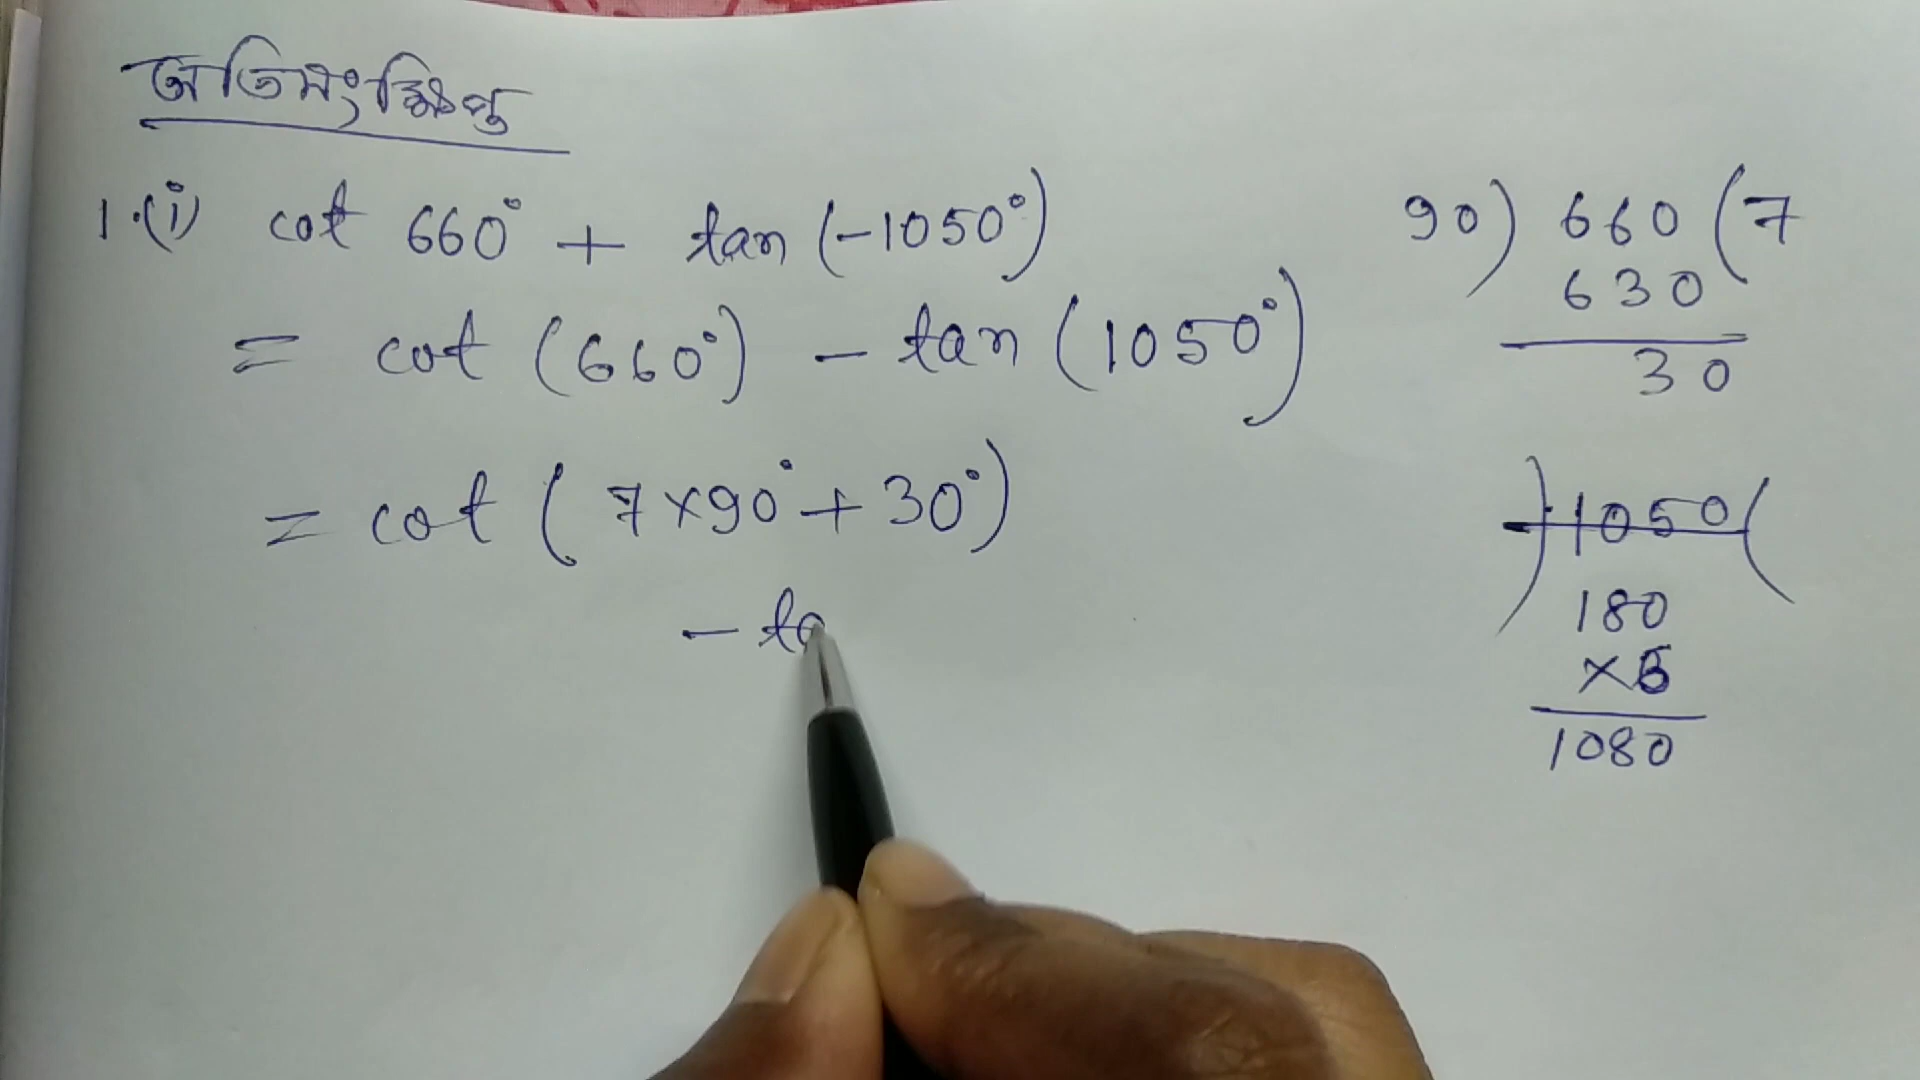 অতিসংক্ষিপ্ত
1.(i) cot 660° + tan (-1050°)
= cot (660°) - tan (1050°)
= cot (7×90° + 30°)
- ta
90) 660 (7
630
30
) 1050 (
180
×6
1080